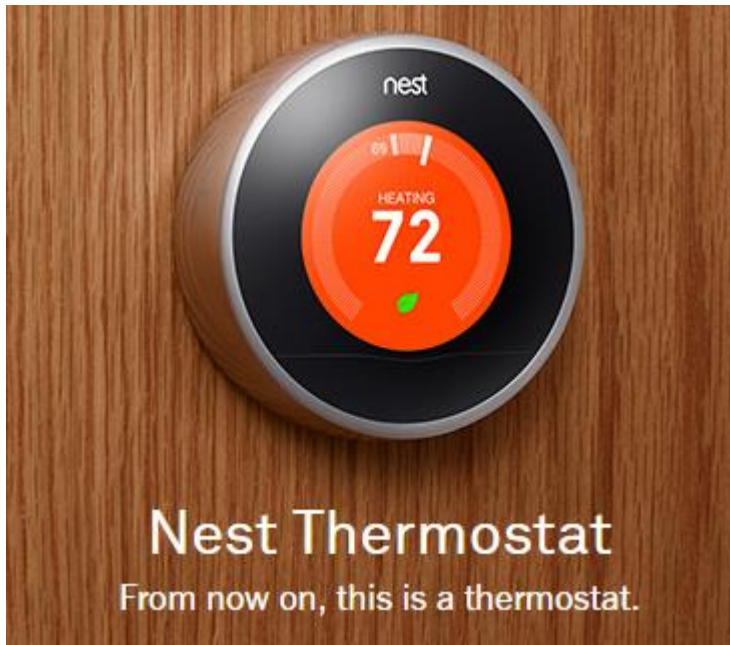 nest
69
HEATING
72
Nest Thermostat
From now on, this is a thermostat.